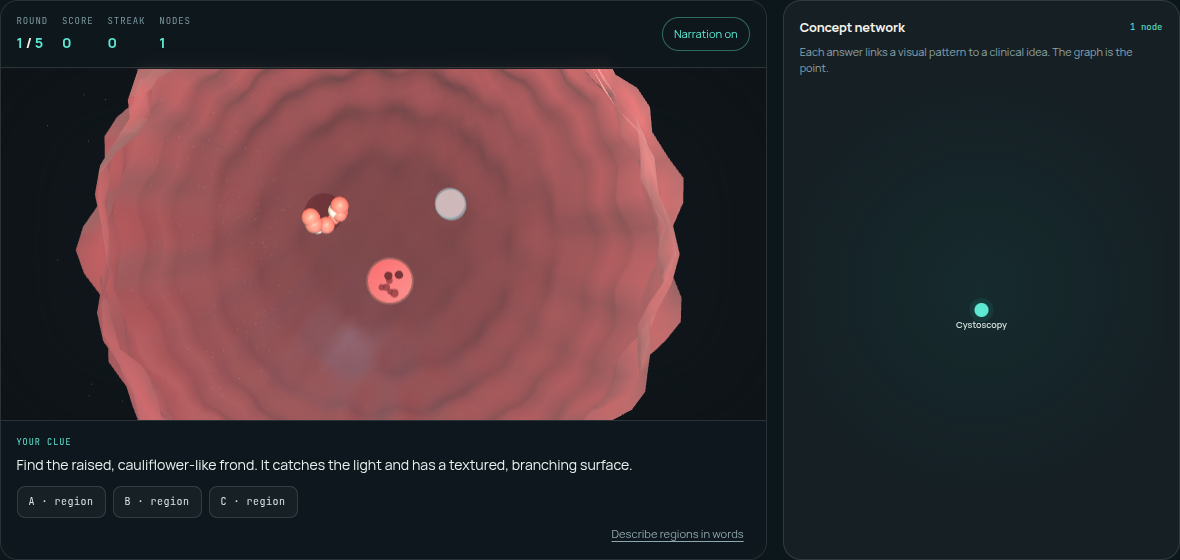 ROUND SCORE STREAK NODES
1 / 5 0 0 1
Narration on
YOUR CLUE
Find the raised, cauliflower-like frond. It catches the light and has a textured, branching surface.
A · region B · region C · region
Describe regions in words
Concept network
1 node
Each answer links a visual pattern to a clinical idea. The graph is the
point.
Cystoscopy